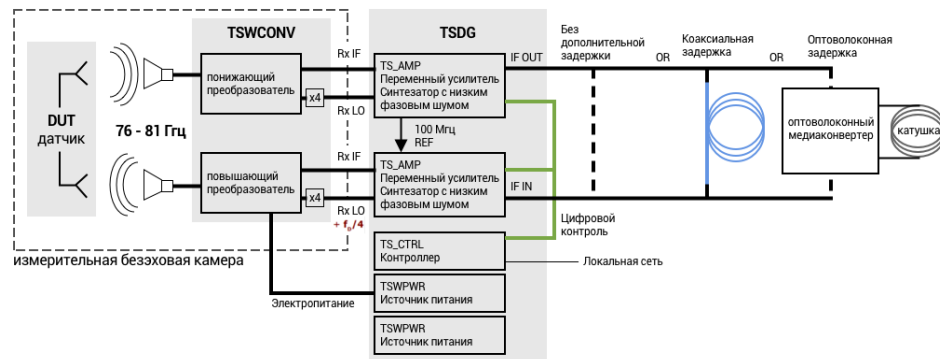 TSWCONV
TSDG
Без
дополнительной
задержки
OR
Коаксиальная
задержка
OR
Оптоволоконная
задержка
Rx IF
IF OUT
понижающий
преобразователь
x4
Rx LO
TS_AMP
Переменный усилитель
Синтезатор с низким
фазовым шумом
DUT
датчик
76 - 81 Ггц
100 Мгц
REF
оптоволоконный
медиаконвертер
катушка
Rx IF
повышающий
преобразователь
x4
Rx LO
+ f₀/4
TS_AMP
Переменный усилитель
Синтезатор с низким
фазовым шумом
IF IN
Цифровой
контроль
измерительная безэховая камера
TS_CTRL
Контроллер
Локальная сеть
Электропитание
TSWPWR
Источник питания
TSWPWR
Источник питания